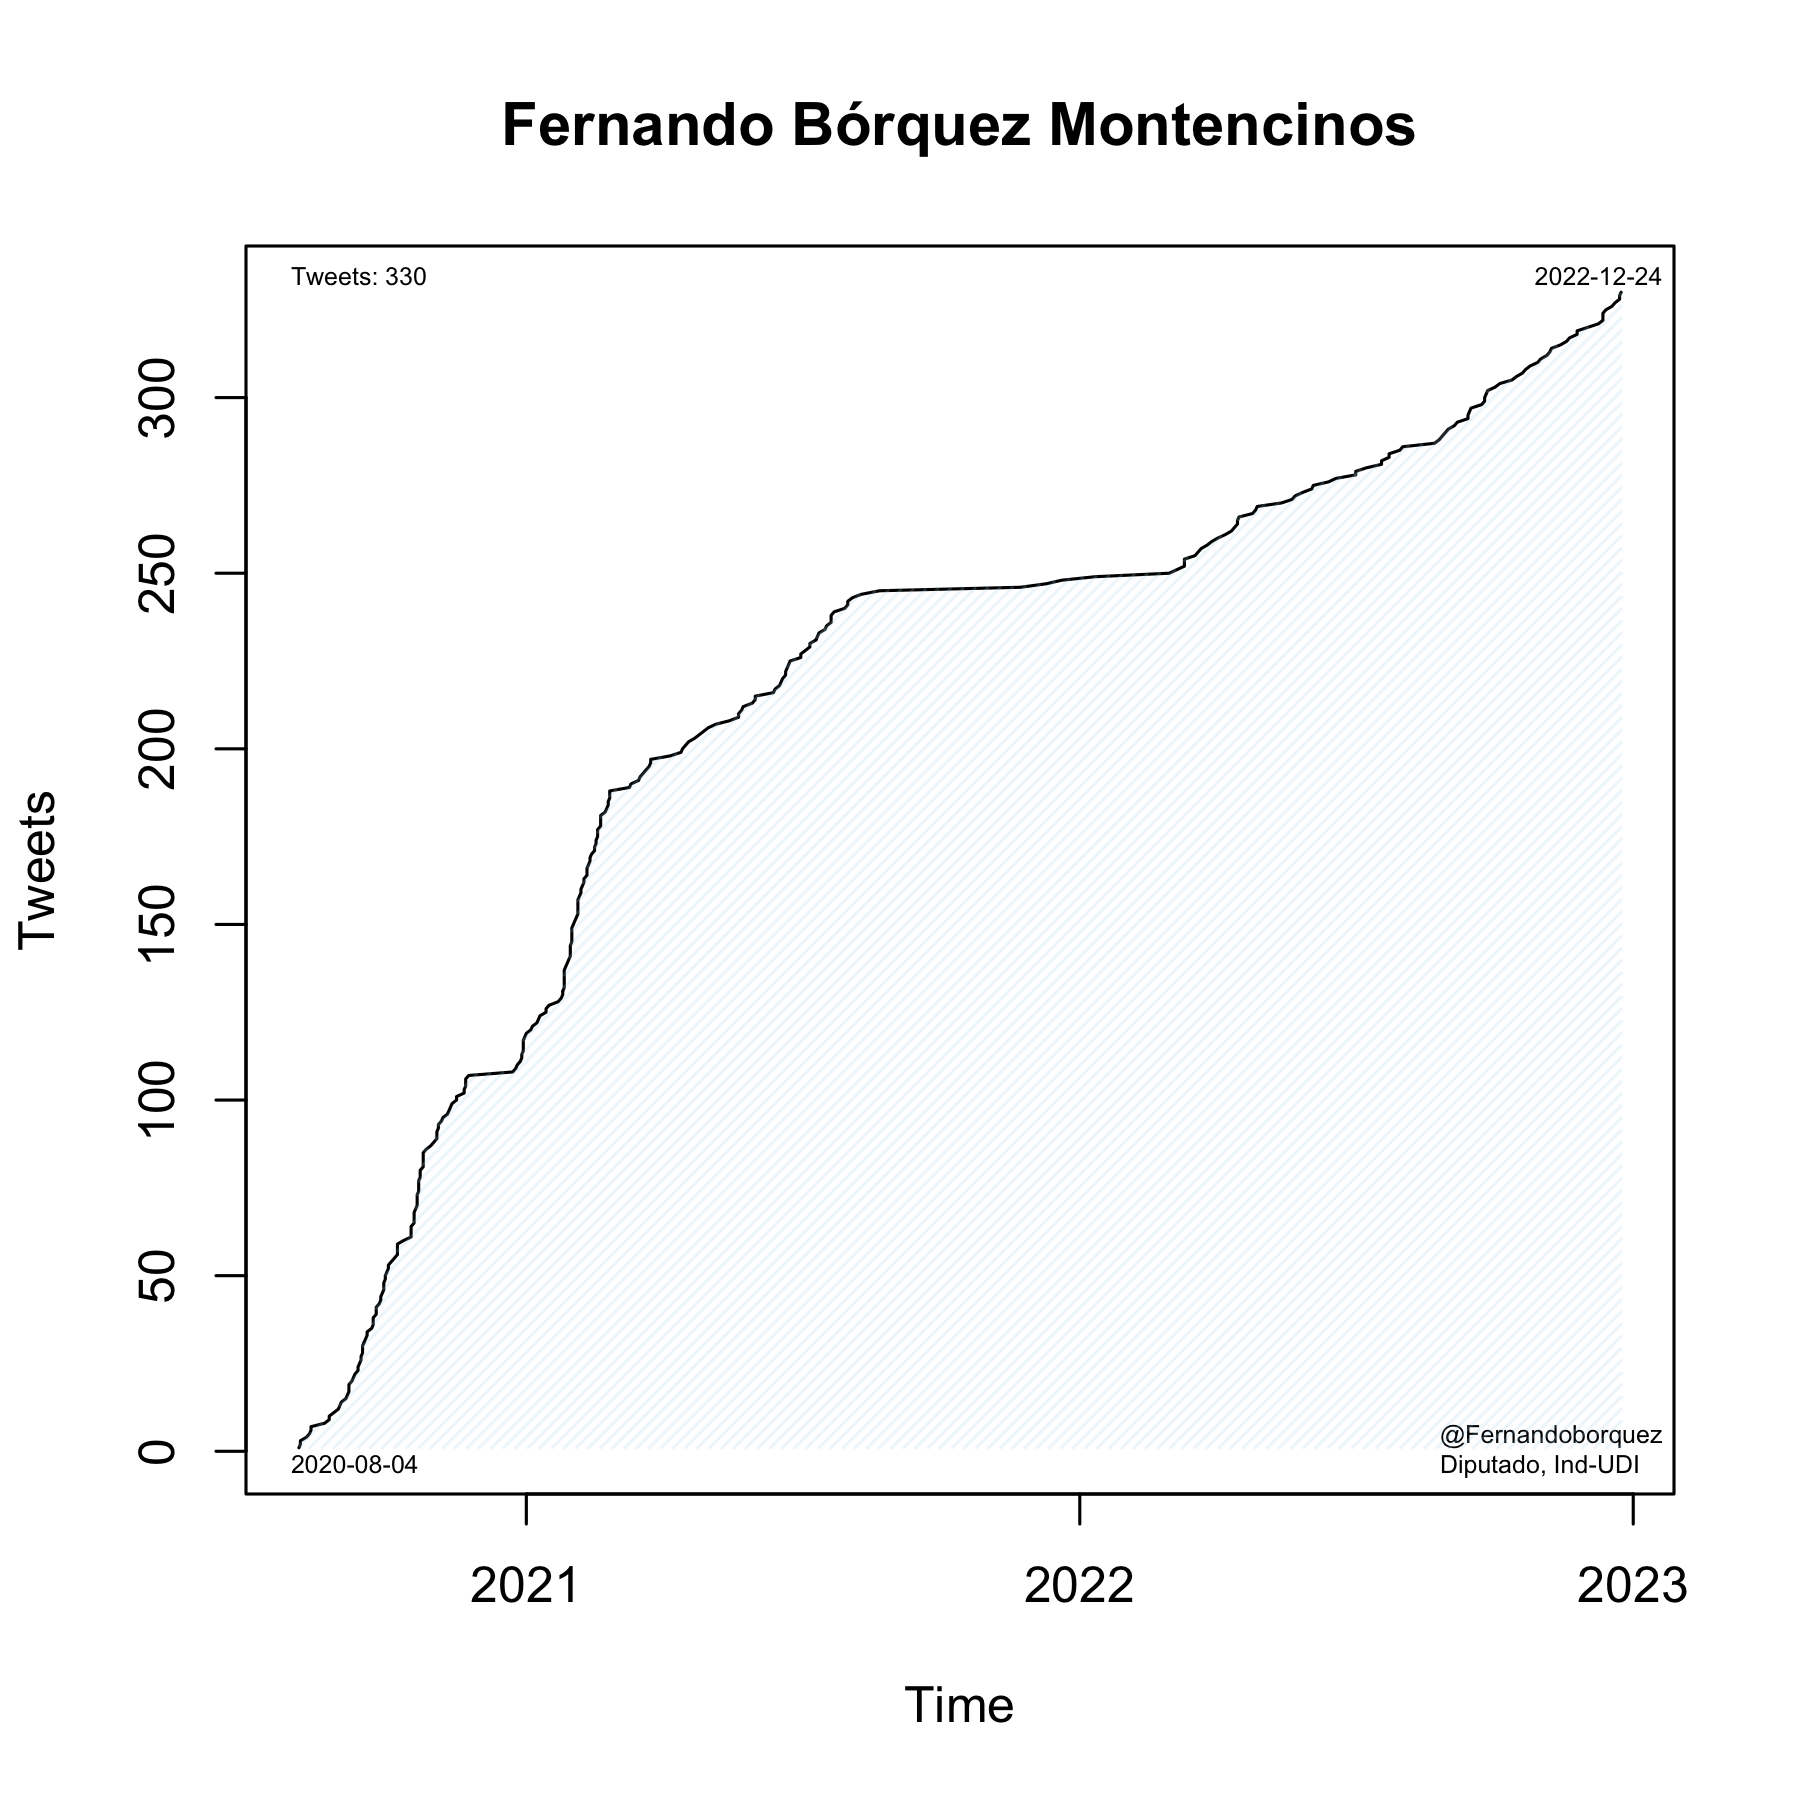 Fernando Bórquez Montencinos
Tweets: 330
2022-12-24
300
250
200
150
100
50
0
Tweets
@Fernandoborquez
Diputado, Ind-UDI
2020-08-04
2021
2022
2023
Time